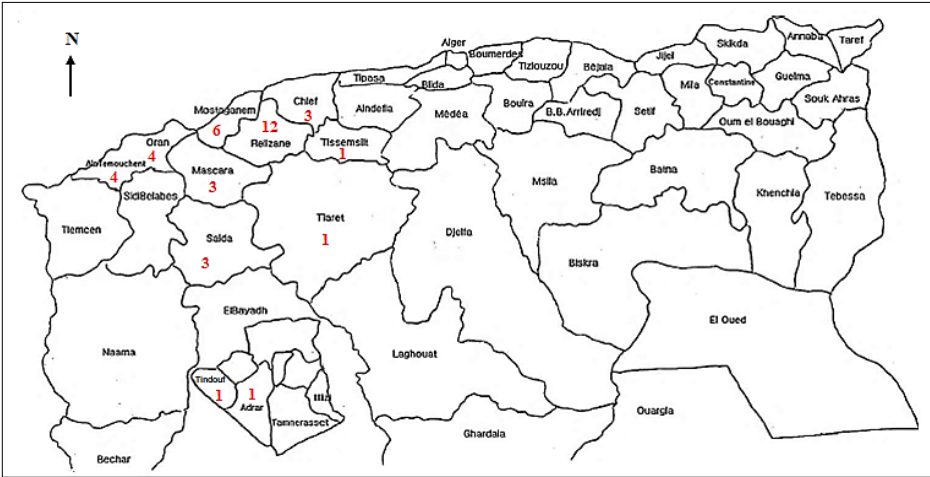 N
Alger
Boumerdes
Tiziouzou
Bejaia
Jijel
Skikda
Annaba
Taref
Tipasa
Blida
Mila
Constantine
Guelma
Souk Ahras
Mostaganem
6
Chlef
3
Aindefla
Médéa
Bouira
B.B.Arriredj
Setif
Oum el Bouaghi
12
Relizane
Tissemsilt
1
Oran
4
AinTemouchent
4
Mascara
3
SidiBelabes
Tlemcen
Saida
3
Tiaret
1
Djelfa
Msila
Batna
Khenchla
Tebessa
Biskra
ElBayadh
El Oued
Naama
Laghouat
Tindouf
1
1
Adrar
Illizi
Tamnerasset
Ouargla
Ghardaia
Bechar